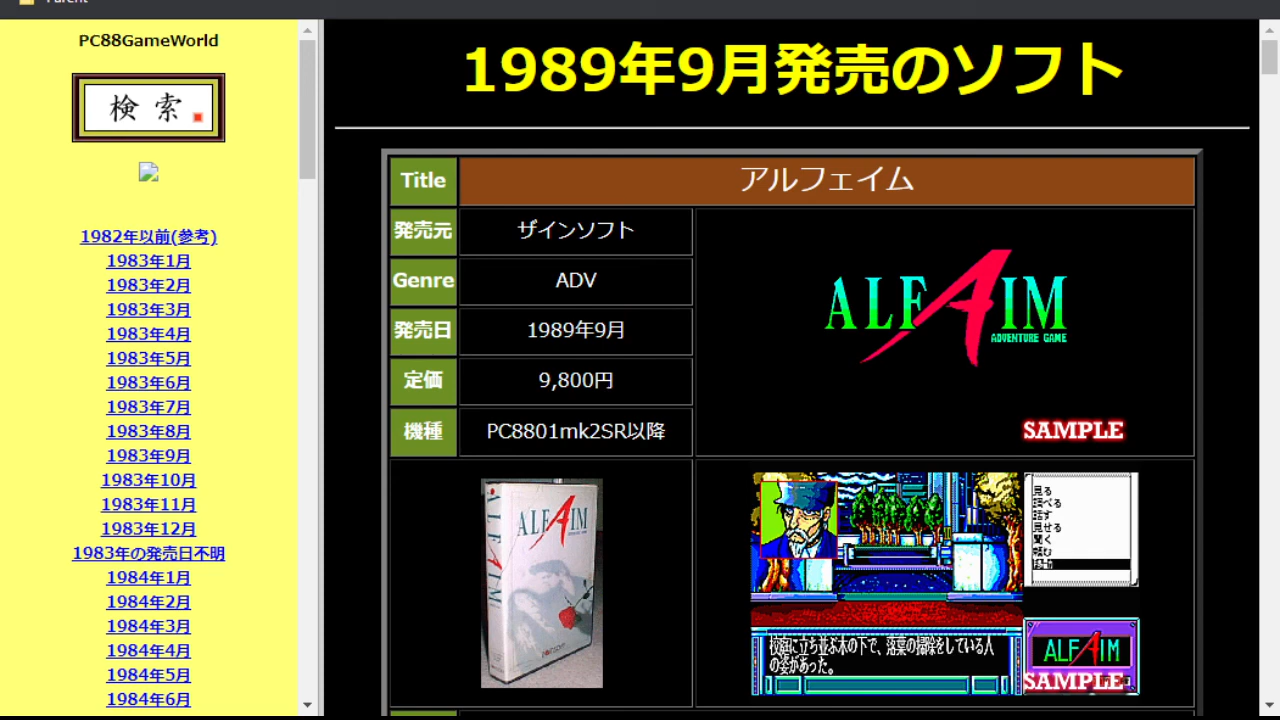 PC88GameWorld
検索
1982年以前(参考)
1983年1月
1983年2月
1983年3月
1983年4月
1983年5月
1983年6月
1983年7月
1983年8月
1983年9月
1983年10月
1983年11月
1983年12月
1983年の発売日不明
1984年1月
1984年2月
1984年3月
1984年4月
1984年5月
1984年6月
1989年9月発売のソフト
Title
アルフェイム
発売元
ザインソフト
Genre
ADV
発売日
1989年9月
定価
9,800円
機種
PC8801mk2SR以降
ALFAIM
ADVENTURE GAME
SAMPLE
ALFAIM
見る
調べる
話す
見せる
聞く
頼む
移動
校庭に立ち並ぶ木の下で、落葉の掃除をしている人
の姿があった。
ALFAIM
SAMPLE